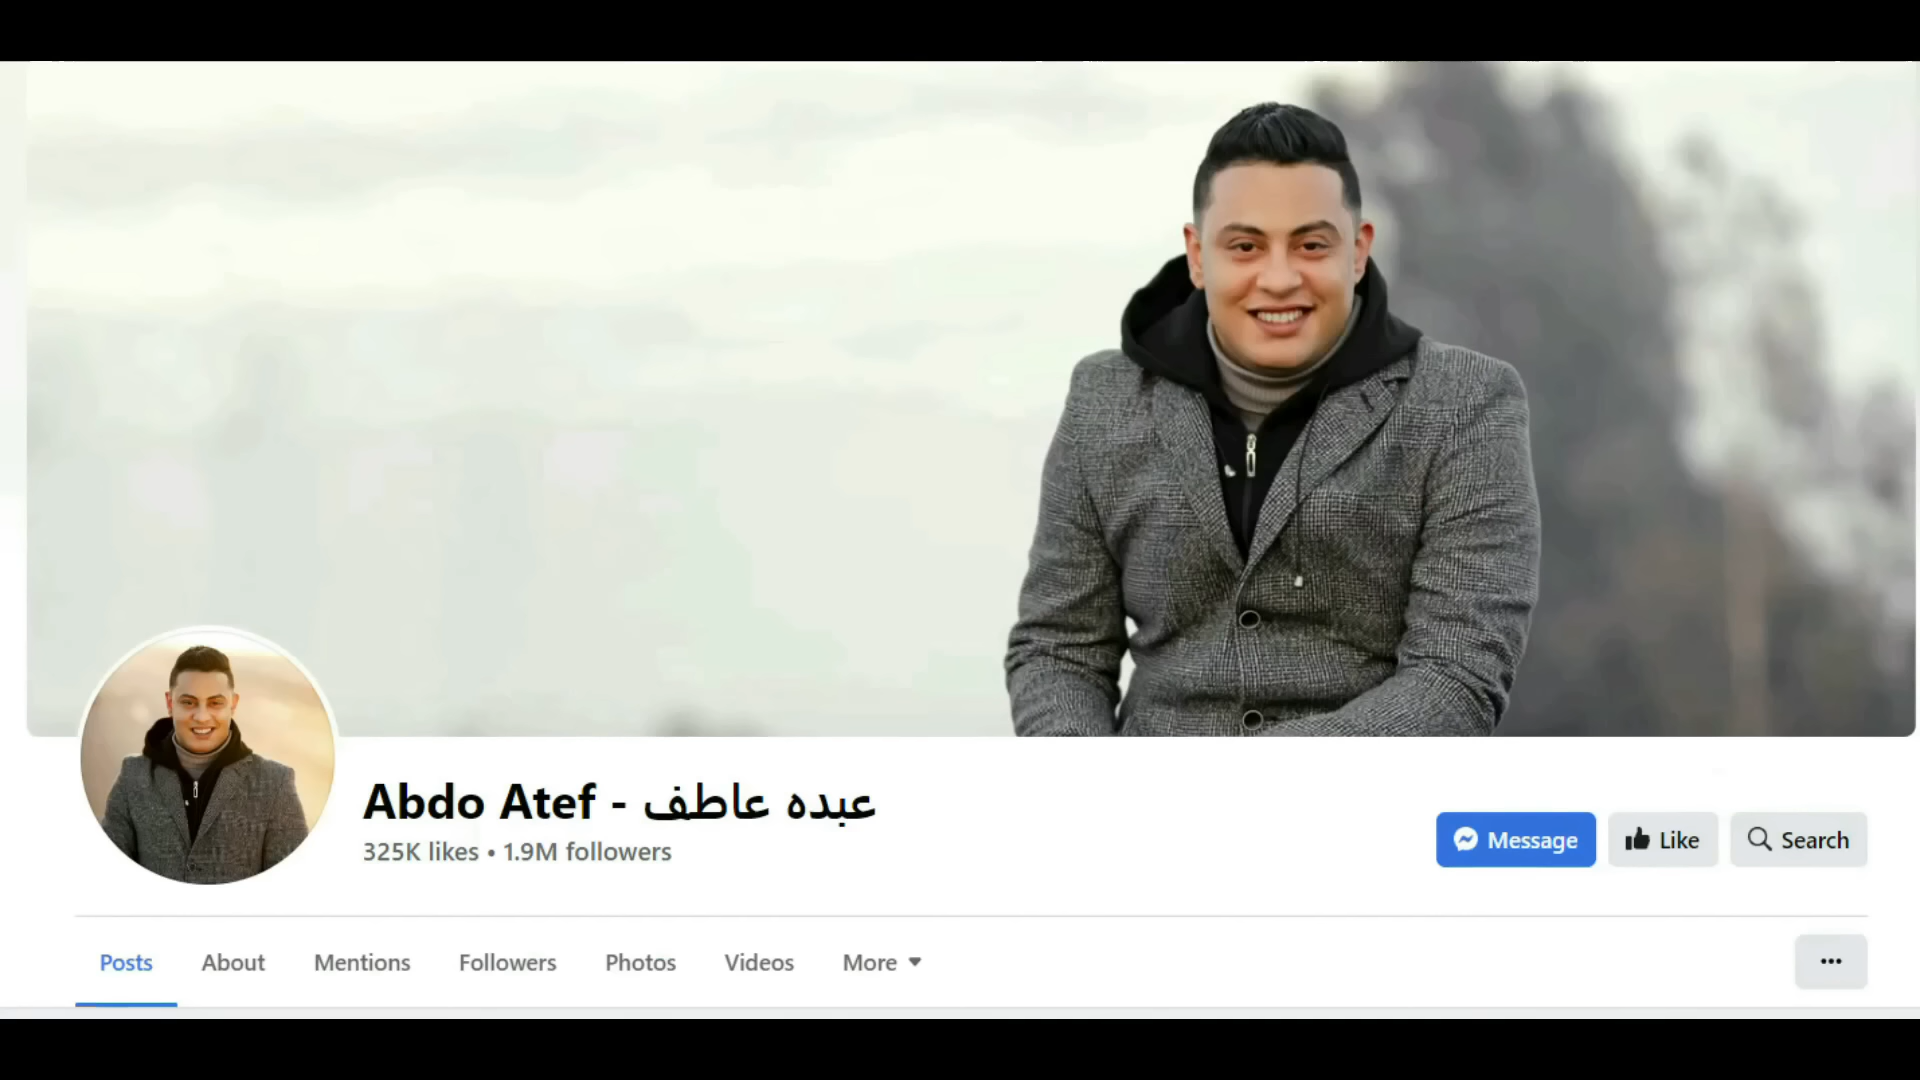 Abdo Atef - عبده عاطف
325K likes • 1.9M followers
Message
Like
Search
Posts
About
Mentions
Followers
Photos
Videos
More